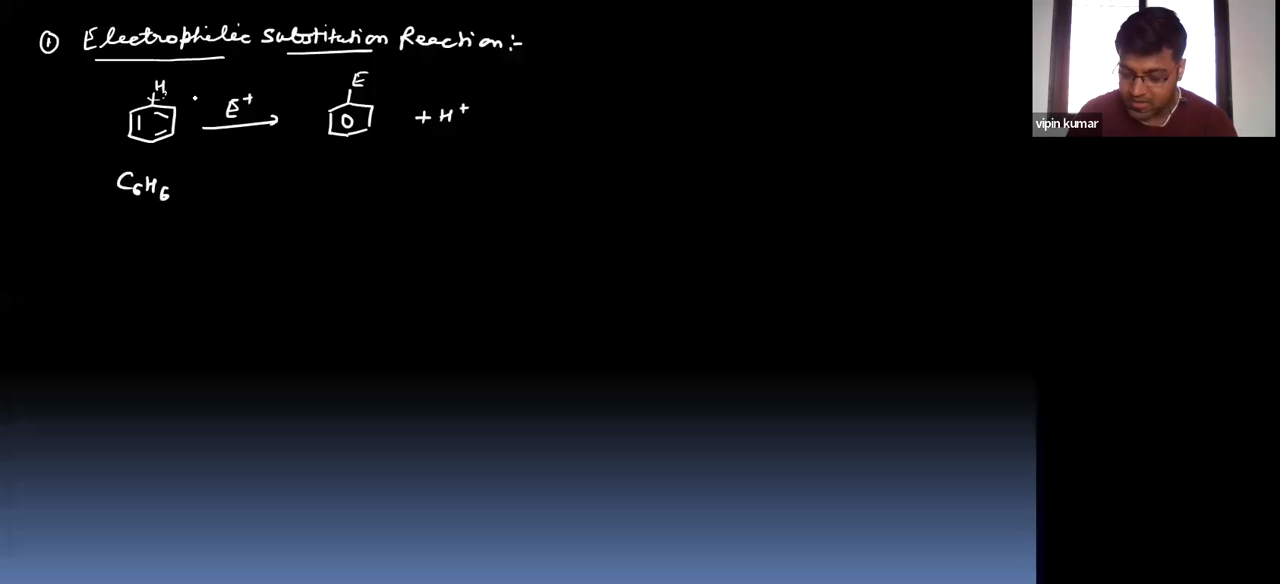 ① Electrophilic Substitution Reaction :-
H E
E⁺ + H⁺
C₆H₆
vipin kumar